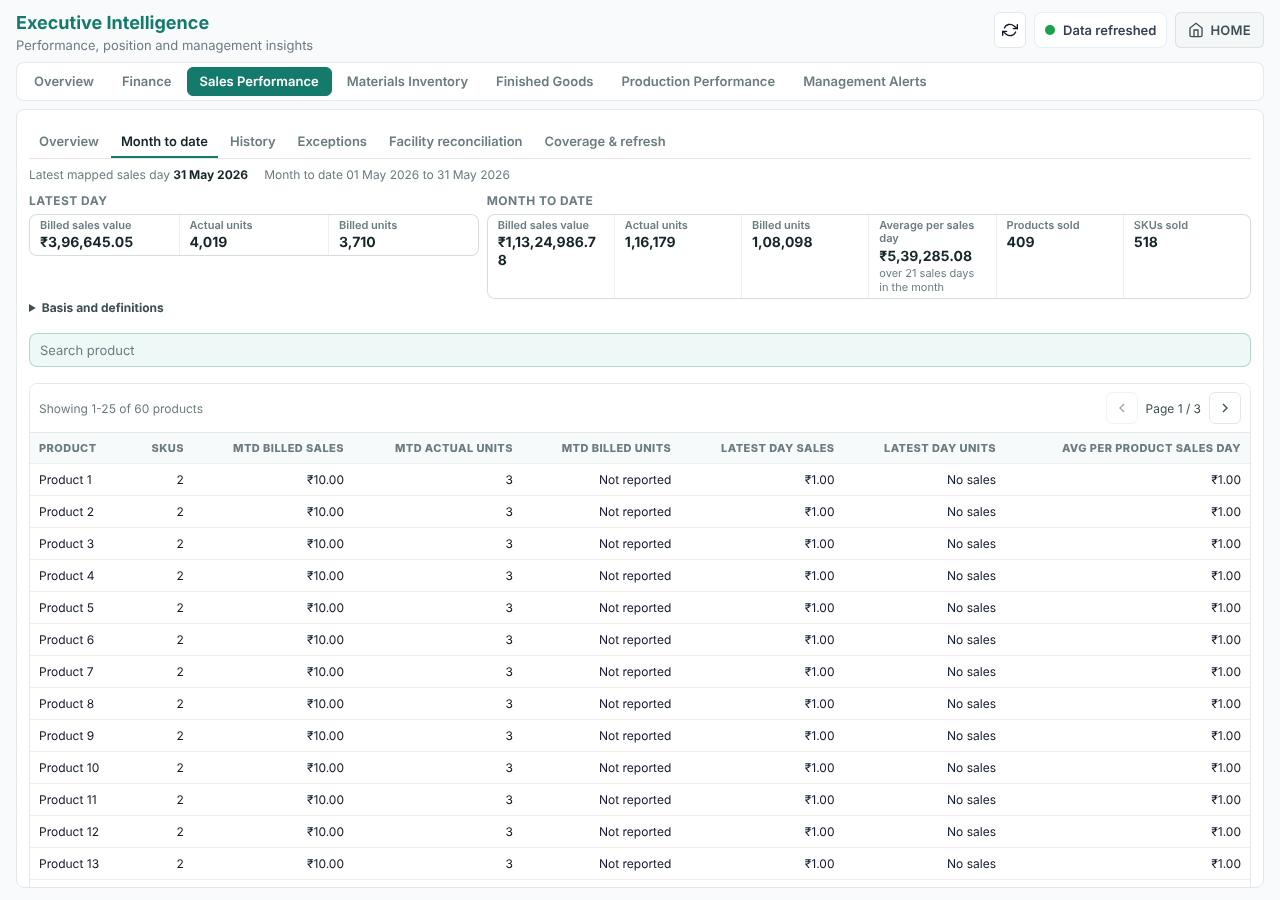 Executive Intelligence
Performance, position and management insights
Data refreshed
HOME
Overview Finance Sales Performance Materials Inventory Finished Goods Production Performance Management Alerts
Overview Month to date History Exceptions Facility reconciliation Coverage & refresh
Latest mapped sales day 31 May 2026 Month to date 01 May 2026 to 31 May 2026
LATEST DAY
Billed sales value Actual units Billed units
₹3,96,645.05 4,019 3,710
MONTH TO DATE
Billed sales value
₹1,13,24,986.7
8
Actual units
1,16,179
Billed units
1,08,098
Average per sales
day
₹5,39,285.08
over 21 sales days
in the month
Products sold
409
SKUs sold
518
Basis and definitions
Search product
Showing 1-25 of 60 products Page 1 / 3
PRODUCT SKUS MTD BILLED SALES MTD ACTUAL UNITS MTD BILLED UNITS LATEST DAY SALES LATEST DAY UNITS AVG PER PRODUCT SALES DAY
Product 1 2 ₹10.00 3 Not reported ₹1.00 No sales ₹1.00
Product 2 2 ₹10.00 3 Not reported ₹1.00 No sales ₹1.00
Product 3 2 ₹10.00 3 Not reported ₹1.00 No sales ₹1.00
Product 4 2 ₹10.00 3 Not reported ₹1.00 No sales ₹1.00
Product 5 2 ₹10.00 3 Not reported ₹1.00 No sales ₹1.00
Product 6 2 ₹10.00 3 Not reported ₹1.00 No sales ₹1.00
Product 7 2 ₹10.00 3 Not reported ₹1.00 No sales ₹1.00
Product 8 2 ₹10.00 3 Not reported ₹1.00 No sales ₹1.00
Product 9 2 ₹10.00 3 Not reported ₹1.00 No sales ₹1.00
Product 10 2 ₹10.00 3 Not reported ₹1.00 No sales ₹1.00
Product 11 2 ₹10.00 3 Not reported ₹1.00 No sales ₹1.00
Product 12 2 ₹10.00 3 Not reported ₹1.00 No sales ₹1.00
Product 13 2 ₹10.00 3 Not reported ₹1.00 No sales ₹1.00